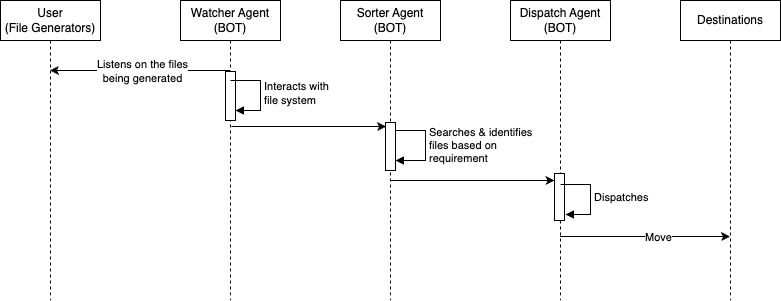 User
(File Generators)
Watcher Agent
(BOT)
Sorter Agent
(BOT)
Dispatch Agent
(BOT)
Destinations
Listens on the files
being generated
Interacts with
file system
Searches & identifies
files based on
requirement
Dispatches
Move